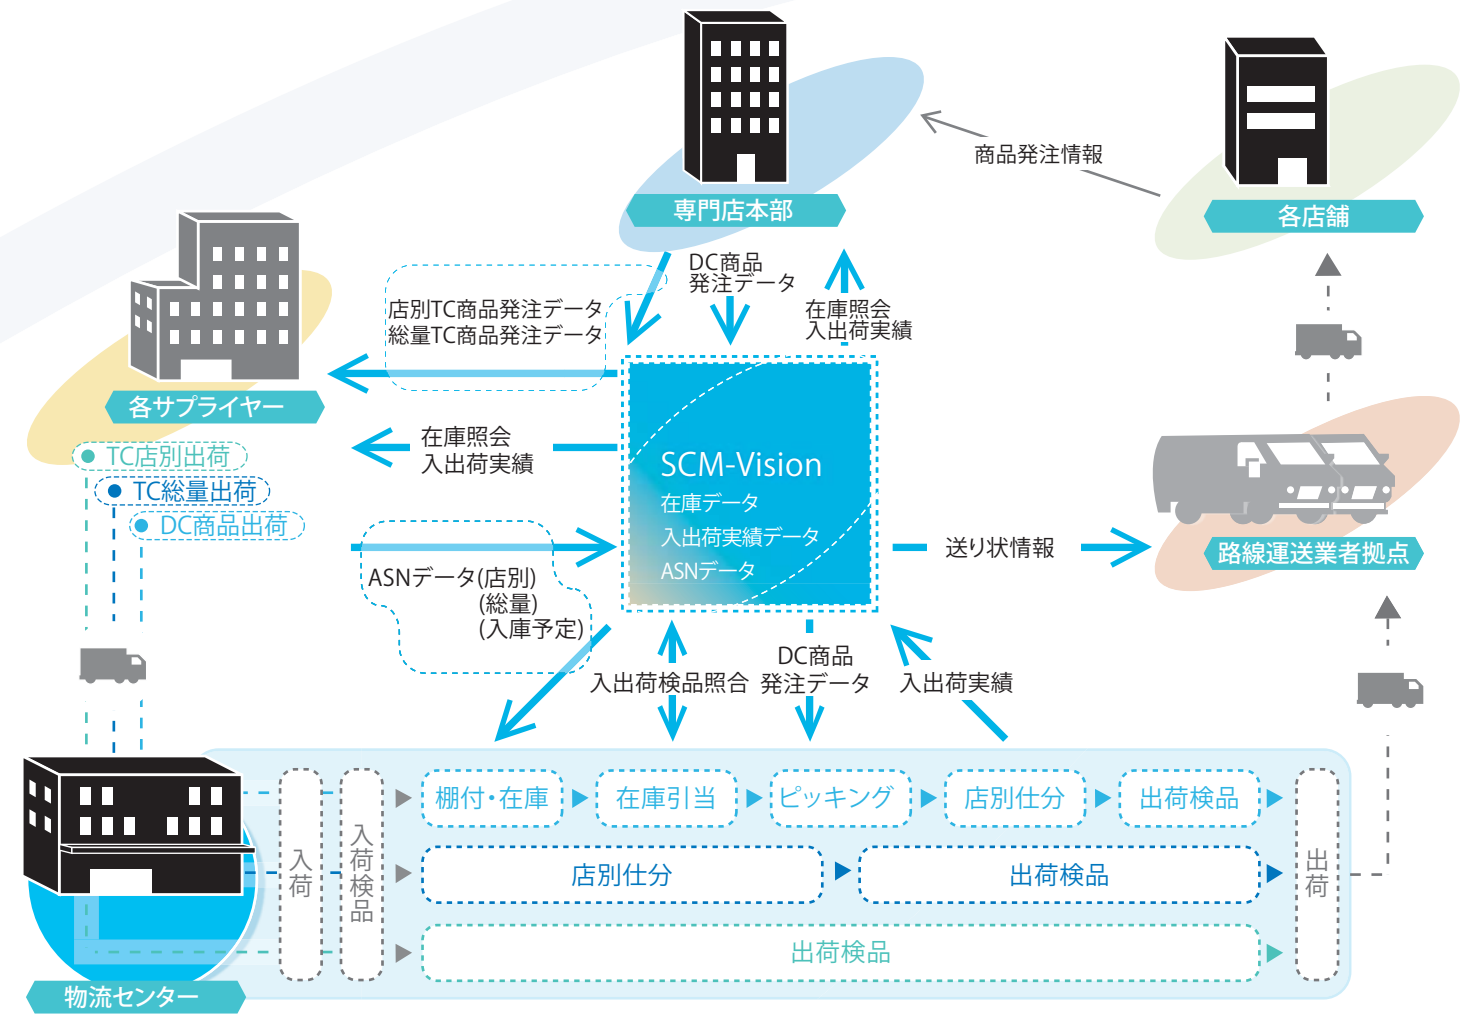 商品発注情報
専門店本部
各店舗
DC商品
発注データ
在庫照会
入出荷実績
店別TC商品発注データ
総量TC商品発注データ
各サプライヤー
在庫照会
入出荷実績
TC店別出荷
TC総量出荷
DC商品出荷
SCM-Vision
在庫データ
入出荷実績データ
ASNデータ
送り状情報
路線運送業者拠点
ASNデータ(店別)
(総量)
(入庫予定)
入出荷検品照合
DC商品
発注データ
入出荷実績
入荷
入荷検品
棚付・在庫
在庫引当
ピッキング
店別仕分
出荷検品
店別仕分
出荷検品
出荷検品
出荷
物流センター